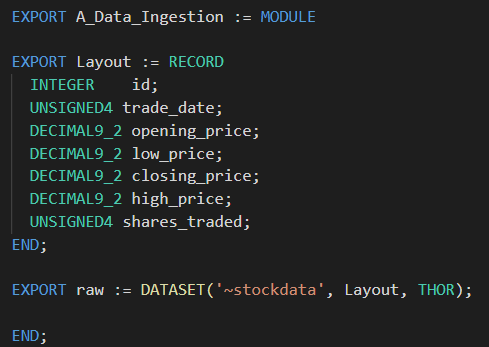 EXPORT A_Data_Ingestion := MODULE
EXPORT Layout := RECORD
INTEGER    id;
UNSIGNED4 trade_date;
DECIMAL9_2 opening_price;
DECIMAL9_2 low_price;
DECIMAL9_2 closing_price;
DECIMAL9_2 high_price;
UNSIGNED4 shares_traded;
END;
EXPORT raw := DATASET('~stockdata', Layout, THOR);
END;